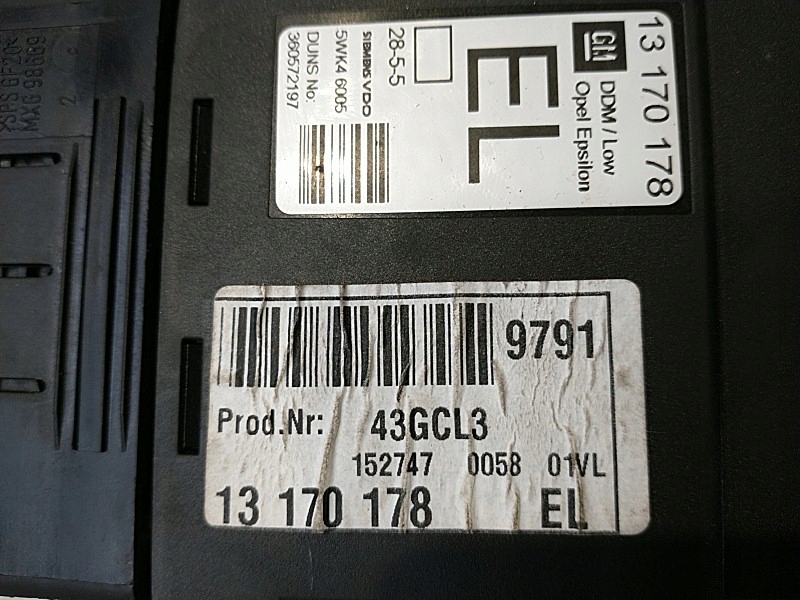 13 170 178
GM
DDM / Low
Opel Epsilon
EL
28-5-5
SIEMENS VDO
5WK4 6005
DUNS No:
360572197
9791
Prod.Nr: 43GCL3
152747 0058 01VL
13 170 178 EL
2